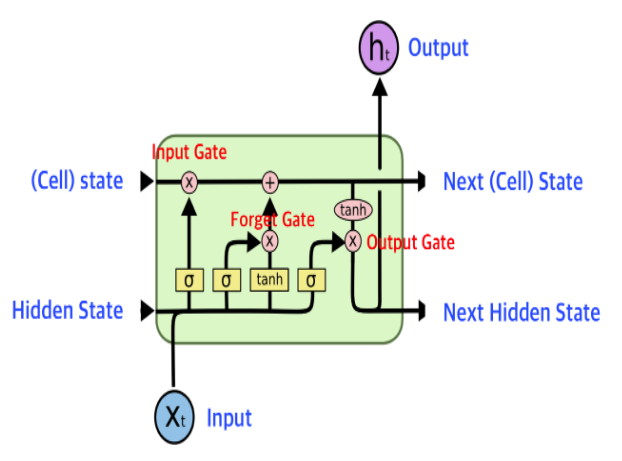 ht Output
Input Gate
(Cell) state
x
+
Next (Cell) State
tanh
Forget Gate
x
x
Output Gate
σ
σ
tanh
σ
Hidden State
Next Hidden State
Xt Input